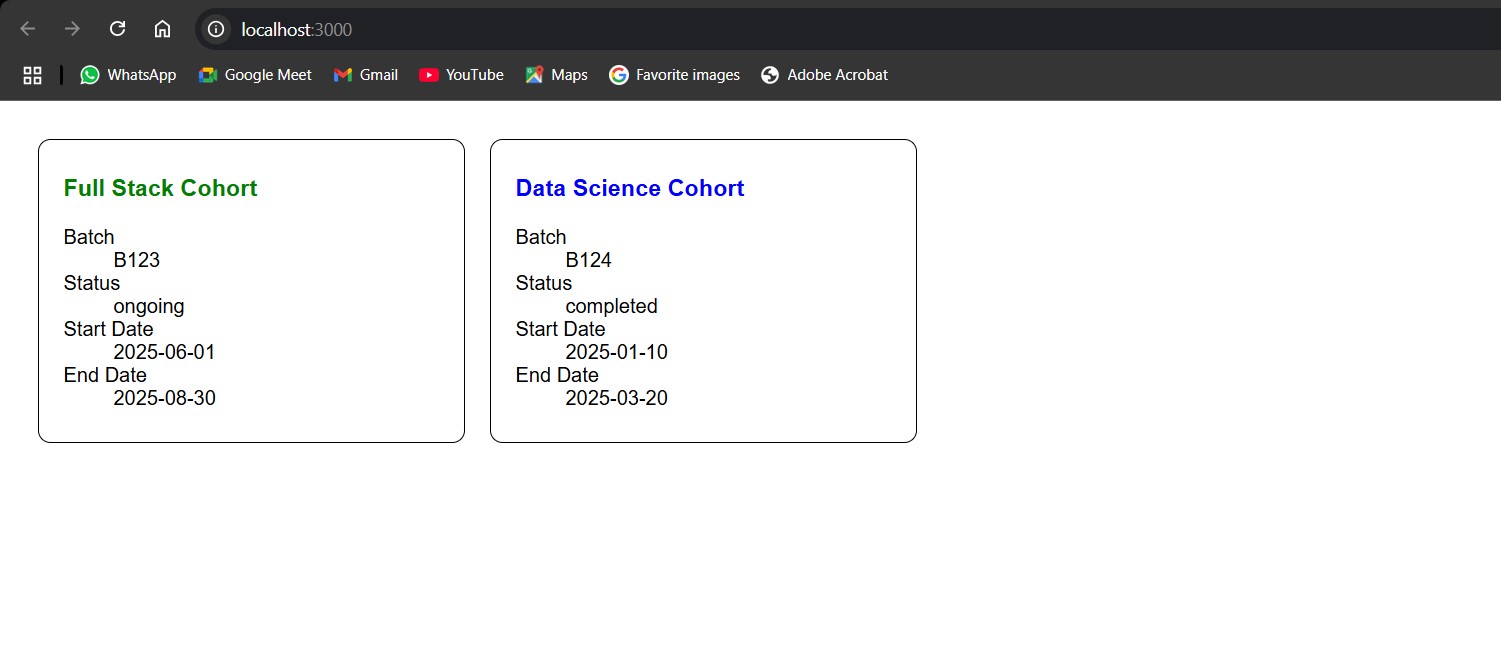 localhost:3000
WhatsApp Google Meet Gmail YouTube Maps Favorite images Adobe Acrobat
Full Stack Cohort
Batch
B123
Status
ongoing
Start Date
2025-06-01
End Date
2025-08-30
Data Science Cohort
Batch
B124
Status
completed
Start Date
2025-01-10
End Date
2025-03-20